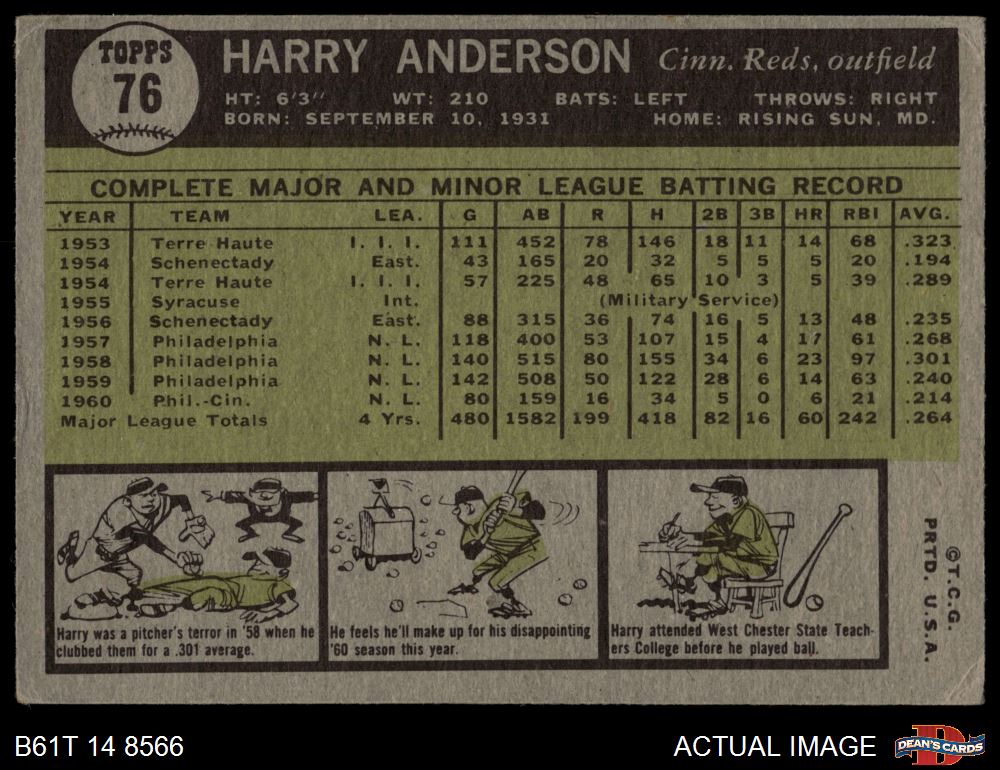 TOPPS
76
HARRY ANDERSON Cinn. Reds, outfield
HT: 6'3" WT: 210 BATS: LEFT THROWS: RIGHT
BORN: SEPTEMBER 10, 1931 HOME: RISING SUN, MD.
COMPLETE MAJOR AND MINOR LEAGUE BATTING RECORD
YEAR TEAM LEA. G AB R H 2B 3B HR RBI AVG.
1953 Terre Haute I. I. I. 111 452 78 146 18 11 14 68 .323
1954 Schenectady East. 43 165 20 32 5 5 5 20 .194
1954 Terre Haute I. I. I. 57 225 48 65 10 3 5 39 .289
1955 Syracuse Int. (Military Service)
1956 Schenectady East. 88 315 36 74 16 5 13 48 .235
1957 Philadelphia N. L. 118 400 53 107 15 4 17 61 .268
1958 Philadelphia N. L. 140 515 80 155 34 6 23 97 .301
1959 Philadelphia N. L. 142 508 50 122 28 6 14 63 .240
1960 Phil.-Cin. N. L. 80 159 16 34 5 0 6 21 .214
Major League Totals 4 Yrs. 480 1582 199 418 82 16 60 242 .264
Harry was a pitcher's terror in '58 when he
clubbed them for a .301 average.
He feels he'll make up for his disappointing
'60 season this year.
Harry attended West Chester State Teach-
ers College before he played ball.
©T.C.G.
PRTD. U.S.A.
B61T 14 8566
ACTUAL IMAGE
D
DEAN'S CARDS